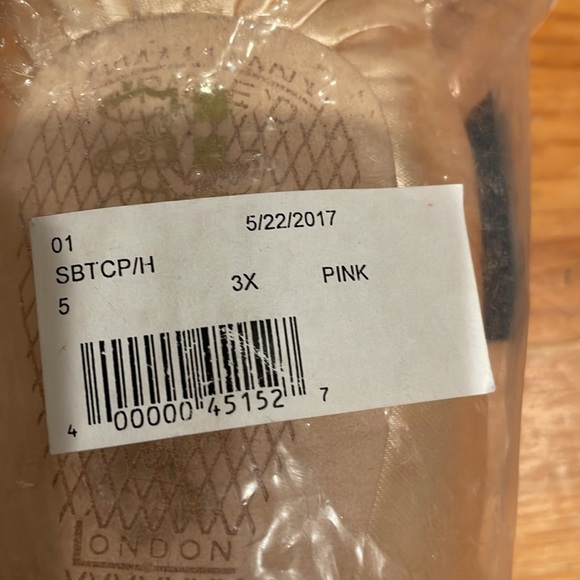 01 5/22/2017
SBTCP/H
5 3X PINK
4 00000 45152 7
LONDON